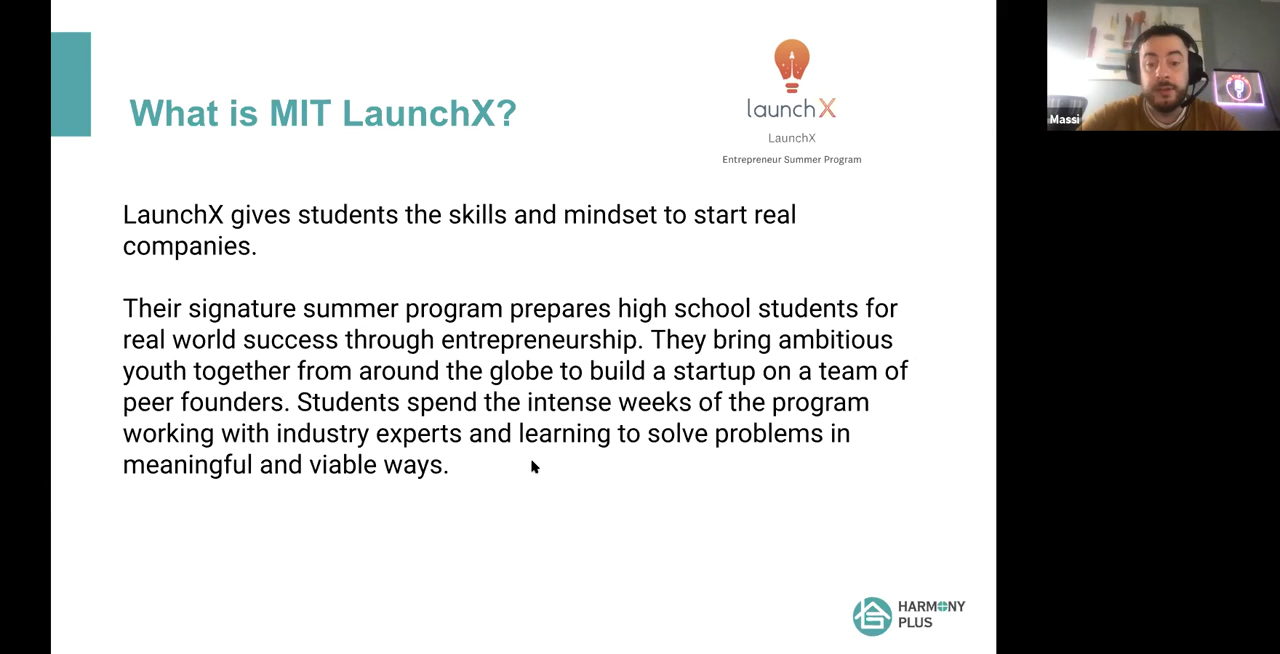 What is MIT LaunchX?
launchX
LaunchX
Entrepreneur Summer Program
Massi
LaunchX gives students the skills and mindset to start real
companies.
Their signature summer program prepares high school students for
real world success through entrepreneurship. They bring ambitious
youth together from around the globe to build a startup on a team of
peer founders. Students spend the intense weeks of the program
working with industry experts and learning to solve problems in
meaningful and viable ways.
HARMONY
PLUS